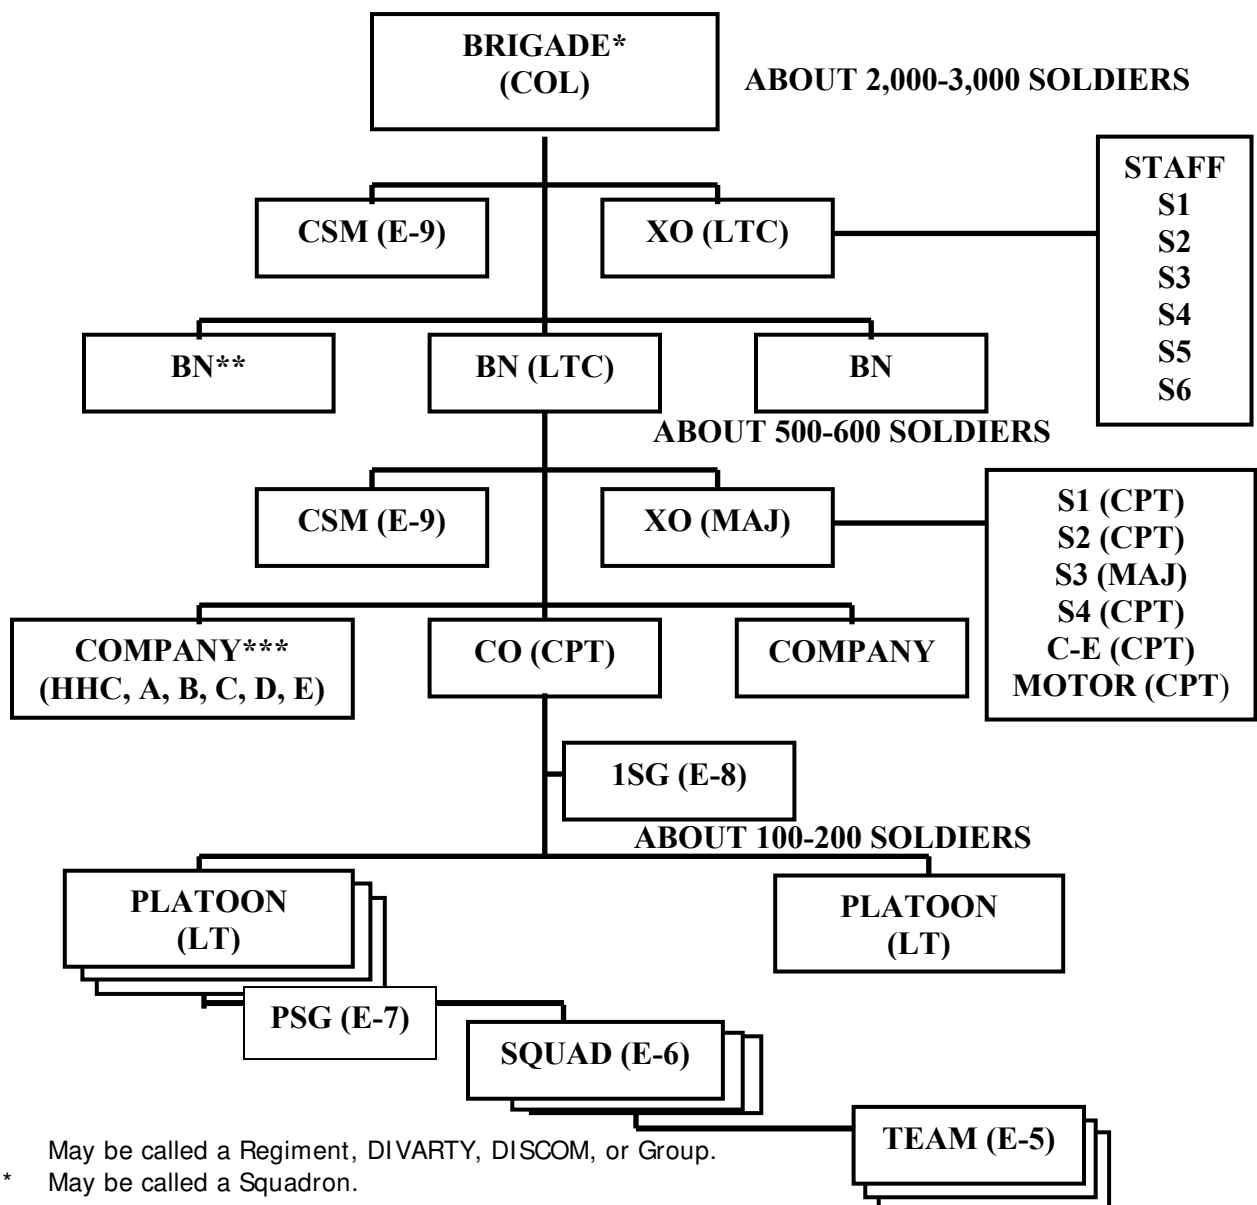 BRIGADE*
(COL)
ABOUT 2,000-3,000 SOLDIERS
STAFF
S1
S2
S3
S4
S5
S6
CSM (E-9)
XO (LTC)
BN**
BN (LTC)
BN
ABOUT 500-600 SOLDIERS
CSM (E-9)
XO (MAJ)
S1 (CPT)
S2 (CPT)
S3 (MAJ)
S4 (CPT)
C-E (CPT)
MOTOR (CPT)
COMPANY***
(HHC, A, B, C, D, E)
CO (CPT)
COMPANY
1SG (E-8)
ABOUT 100-200 SOLDIERS
PLATOON
(LT)
PLATOON
(LT)
PSG (E-7)
SQUAD (E-6)
TEAM (E-5)
May be called a Regiment, DIVARTY, DISCOM, or Group.
* May be called a Squadron.